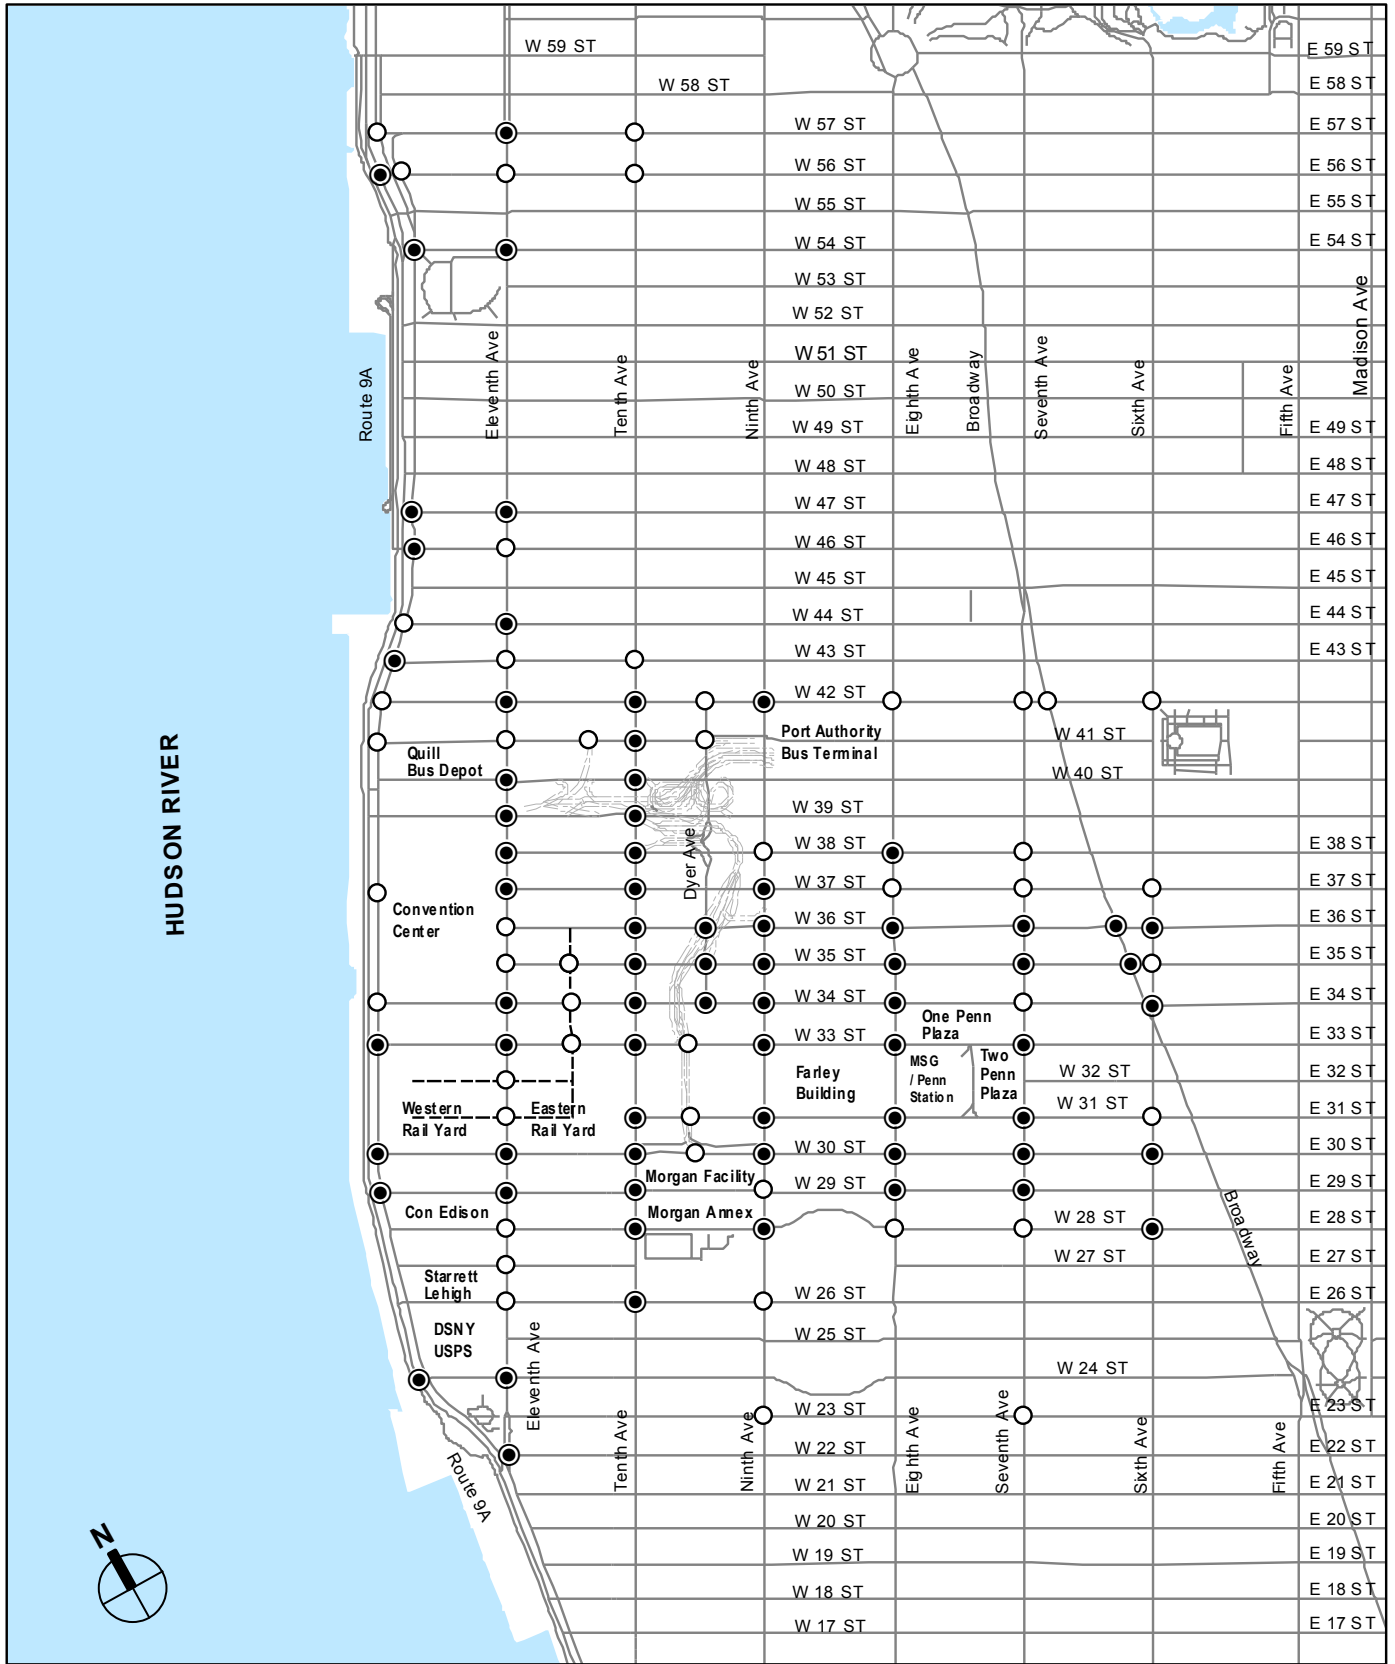 W 59 ST
E 59 ST
W 58 ST
E 58 ST
W 57 ST
E 57 ST
W 56 ST
E 56 ST
W 55 ST
E 55 ST
W 54 ST
E 54 ST
W 53 ST
W 52 ST
W 51 ST
W 50 ST
W 49 ST
E 49 ST
W 48 ST
E 48 ST
Route 9A
Eleventh Ave
Tenth Ave
Ninth Ave
Eighth Ave
Broadway
Seventh Ave
Sixth Ave
Fifth Ave
Madison Ave
W 47 ST
E 47 ST
W 46 ST
E 46 ST
W 45 ST
E 45 ST
W 44 ST
E 44 ST
W 43 ST
E 43 ST
W 42 ST
Port Authority
Bus Terminal
W 41 ST
Quill
Bus Depot
W 40 ST
HUDSON RIVER
W 39 ST
Dyer Ave
W 38 ST
E 38 ST
W 37 ST
E 37 ST
Convention
Center
W 36 ST
E 36 ST
W 35 ST
E 35 ST
W 34 ST
E 34 ST
One Penn
Plaza
W 33 ST
E 33 ST
MSG
/ Penn
Station
Two
Penn
Plaza
Farley
Building
W 32 ST
E 32 ST
Western
Rail Yard
Eastern
Rail Yard
W 31 ST
E 31 ST
W 30 ST
E 30 ST
Morgan Facility
W 29 ST
E 29 ST
Con Edison
Morgan Annex
W 28 ST
E 28 ST
Broadway
W 27 ST
E 27 ST
Starrett
Lehigh
W 26 ST
E 26 ST
DSNY
USPS
W 25 ST
W 24 ST
W 23 ST
E 23 ST
Eleventh Ave
Tenth Ave
Ninth Ave
Eighth Ave
Seventh Ave
Sixth Ave
Fifth Ave
W 22 ST
E 22 ST
Route 9A
W 21 ST
E 21 ST
W 20 ST
E 20 ST
N
W 19 ST
E 19 ST
W 18 ST
E 18 ST
W 17 ST
E 17 ST